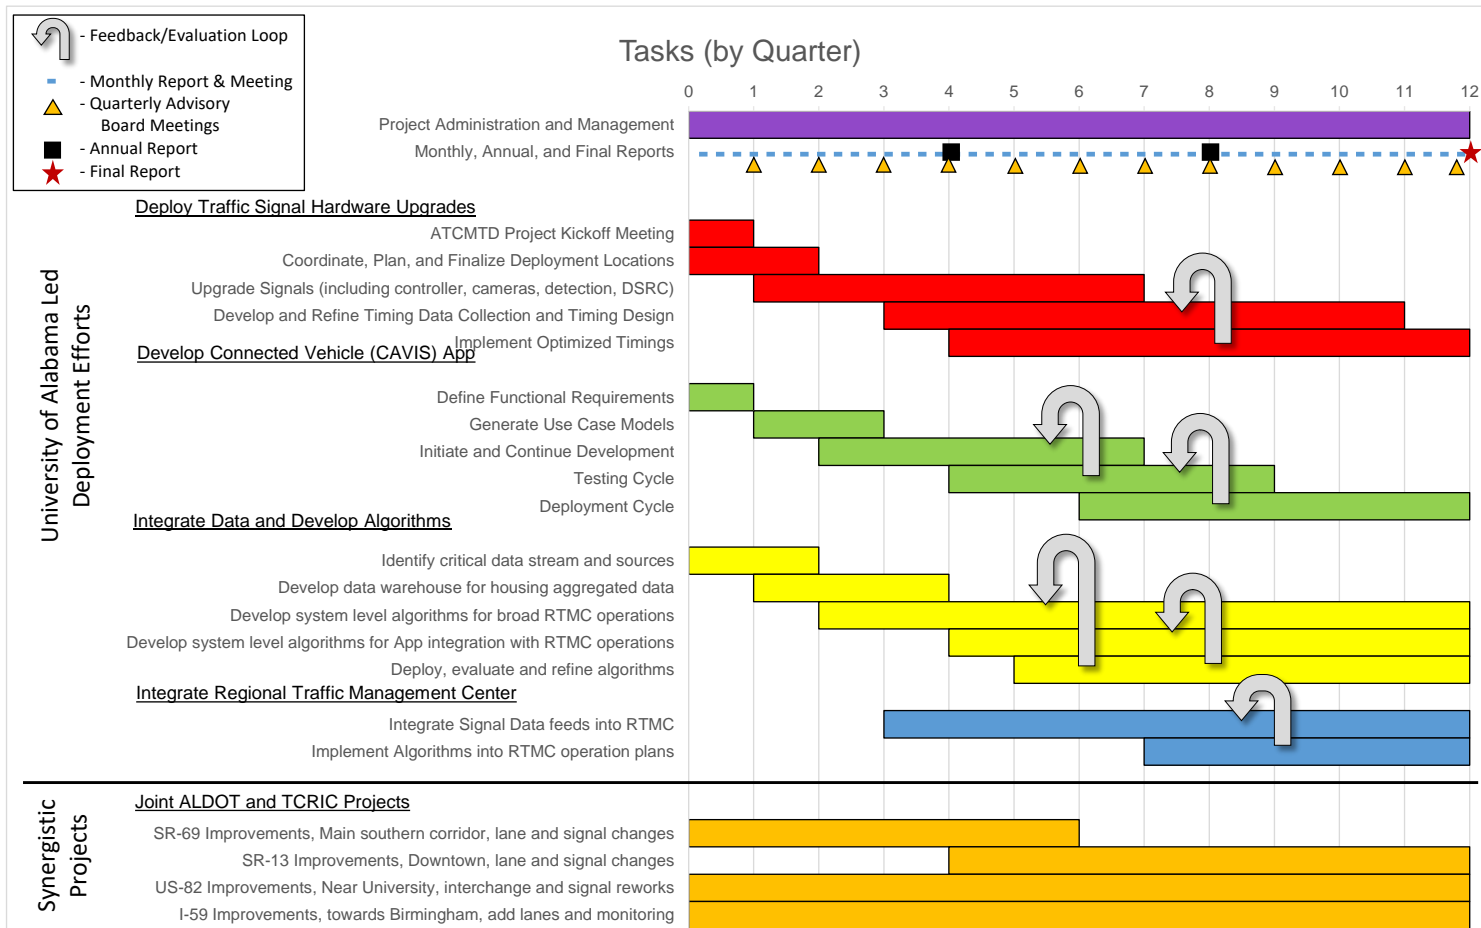 - Feedback/Evaluation Loop
- Monthly Report & Meeting
- Quarterly Advisory
Board Meetings
- Annual Report
- Final Report
Tasks (by Quarter)
0 1 2 3 4 5 6 7 8 9 10 11 12
Project Administration and Management
Monthly, Annual, and Final Reports
University of Alabama Led
Deployment Efforts
Deploy Traffic Signal Hardware Upgrades
ATCMTD Project Kickoff Meeting
Coordinate, Plan, and Finalize Deployment Locations
Upgrade Signals (including controller, cameras, detection, DSRC)
Develop and Refine Timing Data Collection and Timing Design
Implement Optimized Timings
Develop Connected Vehicle (CAVIS) App
Define Functional Requirements
Generate Use Case Models
Initiate and Continue Development
Testing Cycle
Deployment Cycle
Integrate Data and Develop Algorithms
Identify critical data stream and sources
Develop data warehouse for housing aggregated data
Develop system level algorithms for broad RTMC operations
Develop system level algorithms for App integration with RTMC operations
Deploy, evaluate and refine algorithms
Integrate Regional Traffic Management Center
Integrate Signal Data feeds into RTMC
Implement Algorithms into RTMC operation plans
Synergistic
Projects
Joint ALDOT and TCRIC Projects
SR-69 Improvements, Main southern corridor, lane and signal changes
SR-13 Improvements, Downtown, lane and signal changes
US-82 Improvements, Near University, interchange and signal reworks
I-59 Improvements, towards Birmingham, add lanes and monitoring